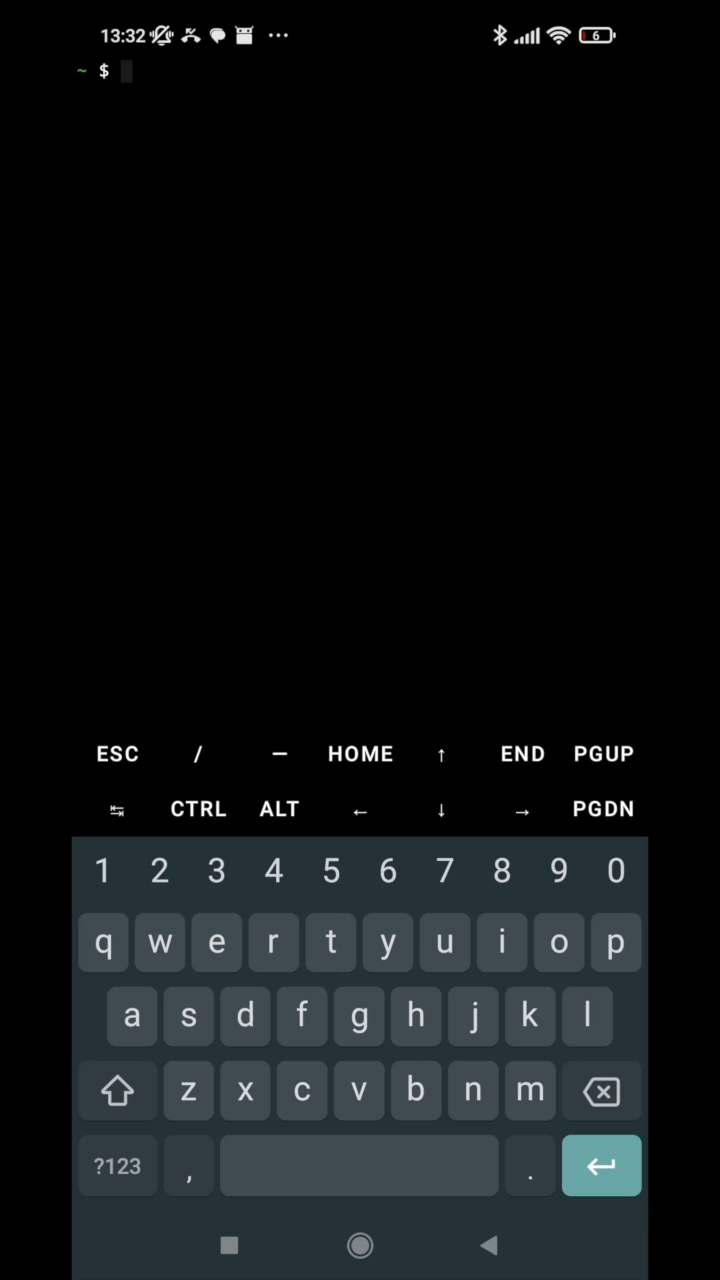 13:32 6
~ $
ESC / — HOME ↑ END PGUP
↹ CTRL ALT ← ↓ → PGDN
1 2 3 4 5 6 7 8 9 0
q w e r t y u i o p
a s d f g h j k l
z x c v b n m
?123 , .